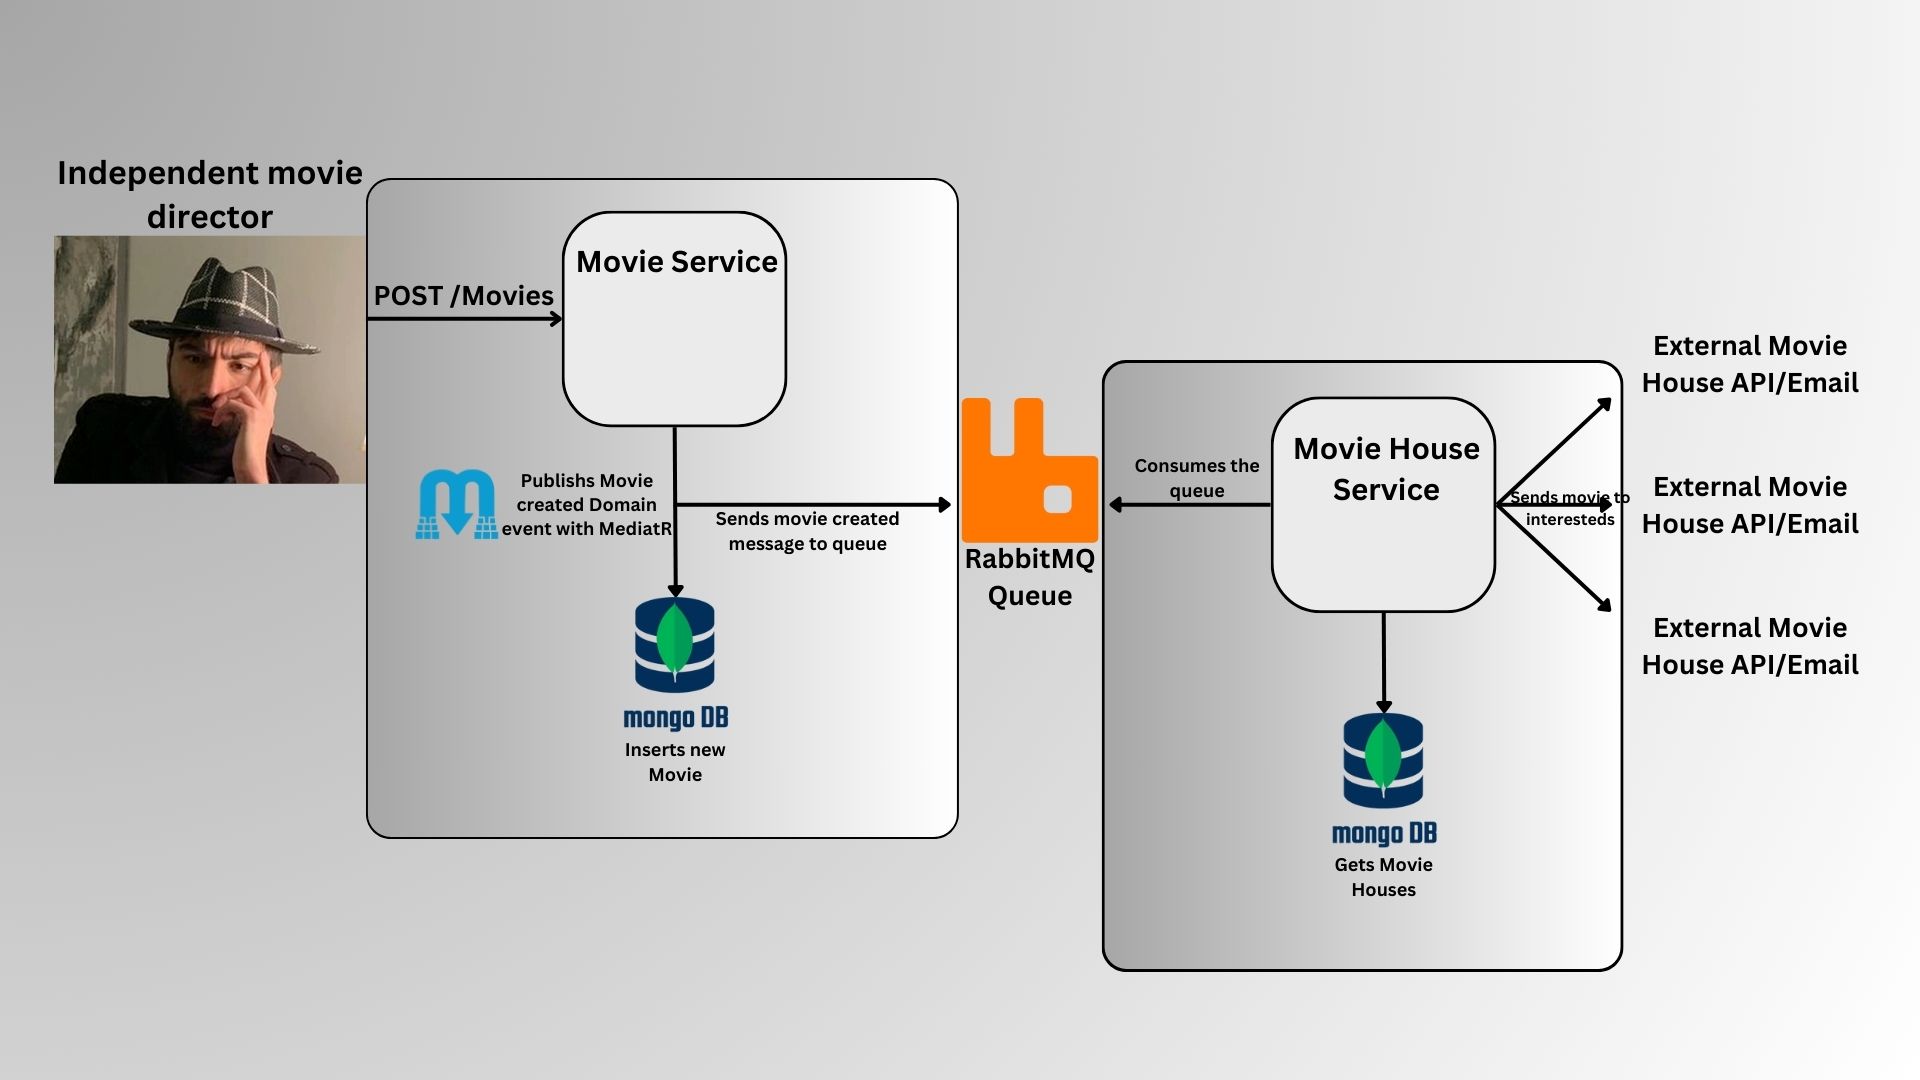 Independent movie
director
POST /Movies
Movie Service
Publishs Movie
created Domain
event with MediatR
Sends movie created
message to queue
mongo DB
Inserts new
Movie
RabbitMQ
Queue
Consumes the
queue
Movie House
Service
Sends movie to
interesteds
mongo DB
Gets Movie
Houses
External Movie
House API/Email
External Movie
House API/Email
External Movie
House API/Email